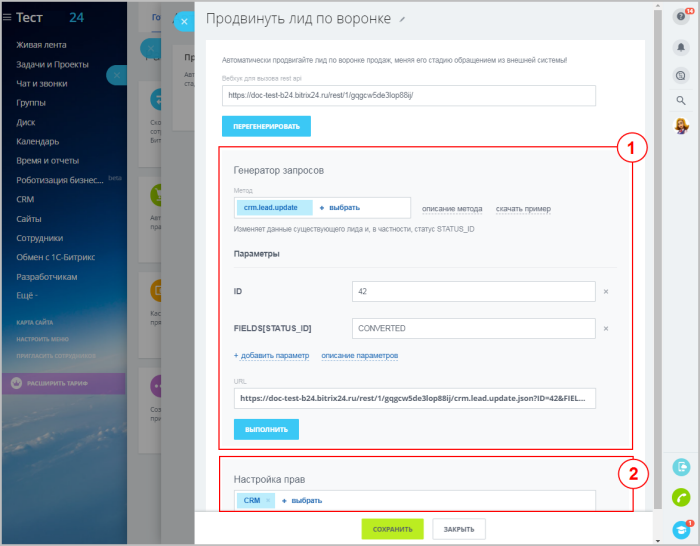 Тест 24
Живая лента
Задачи и Проекты
Чат и звонки
Группы
Диск
Календарь
Время и отчеты
Роботизация бизнес... beta
CRM
Сайты
Сотрудники
Обмен с 1С-Битрикс
Разработчикам
Ещё -
КАРТА САЙТА
НАСТРОИТЬ МЕНЮ
ПРИГЛАСИТЬ СОТРУДНИКОВ
РАСШИРИТЬ ТАРИФ
Продвинуть лид по воронке
Автоматически продвигайте лид по воронке продаж, меняя его стадию обращением из внешней системы!
Вебхук для вызова rest api
https://doc-test-b24.bitrix24.ru/rest/1/gqgcw5de3lop88ij/
ПЕРЕГЕНЕРИРОВАТЬ
1
Генератор запросов
Метод
crm.lead.update + выбрать описание метода скачать пример
Изменяет данные существующего лида и, в частности, статус STATUS_ID
Параметры
ID 42 ×
FIELDS[STATUS_ID] CONVERTED ×
+ добавить параметр описание параметров
URL
https://doc-test-b24.bitrix24.ru/rest/1/gqgcw5de3lop88ij/crm.lead.update.json?ID=42&FIEL...
ВЫПОЛНИТЬ
2
Настройка прав
CRM × + выбрать
СОХРАНИТЬ ЗАКРЫТЬ
14
1